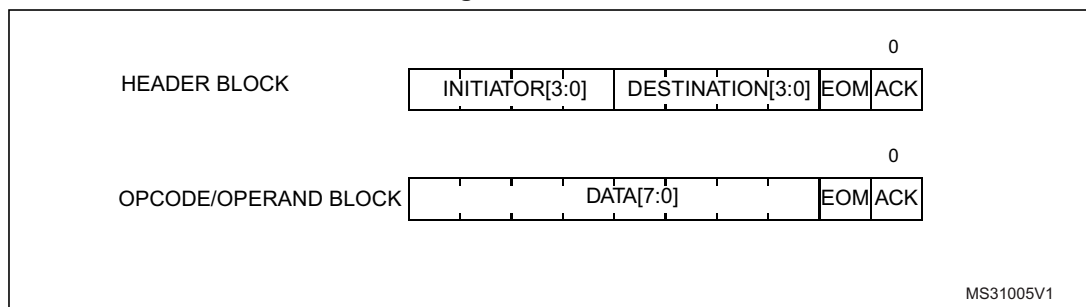 0
HEADER BLOCK INITIATOR[3:0] DESTINATION[3:0] EOM ACK
0
OPCODE/OPERAND BLOCK DATA[7:0] EOM ACK
MS31005V1